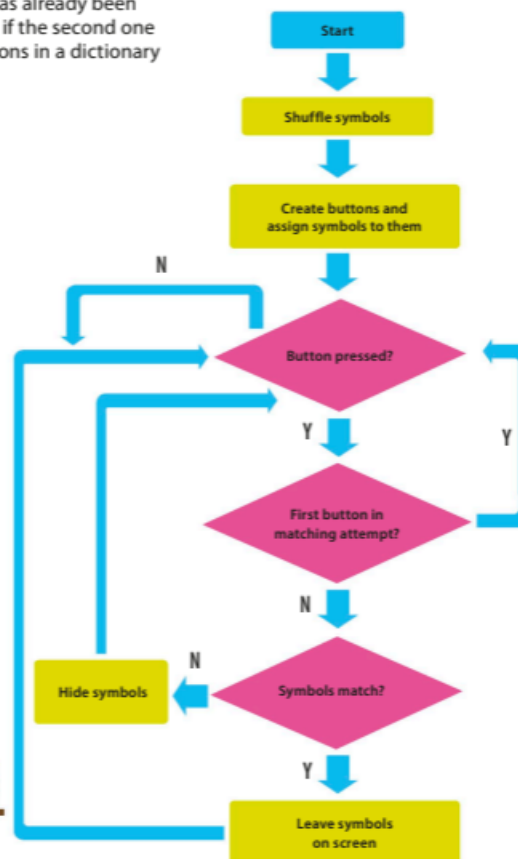 as already been
if the second one
ons in a dictionary
Start
Shuffle symbols
Create buttons and
assign symbols to them
N
Button pressed?
Y
Y
First button in
matching attempt?
N
N
Hide symbols
Symbols match?
Y
Leave symbols
on screen